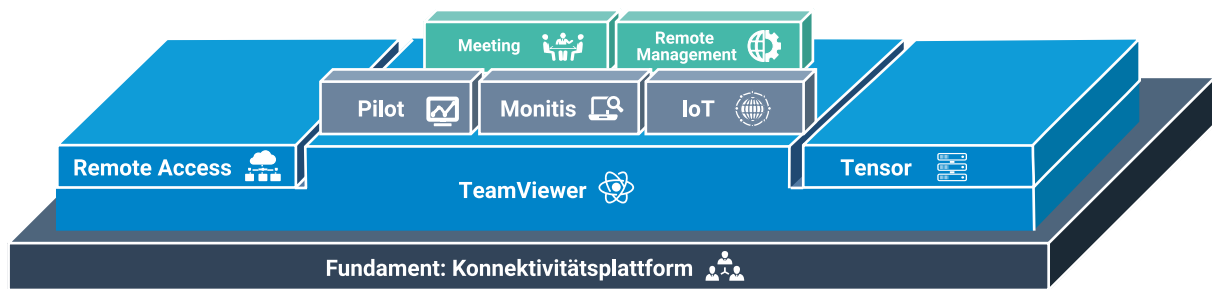 Meeting
Remote
Management
Pilot
Monitis
IoT
Remote Access
Tensor
TeamViewer
Fundament: Konnektivitätsplattform